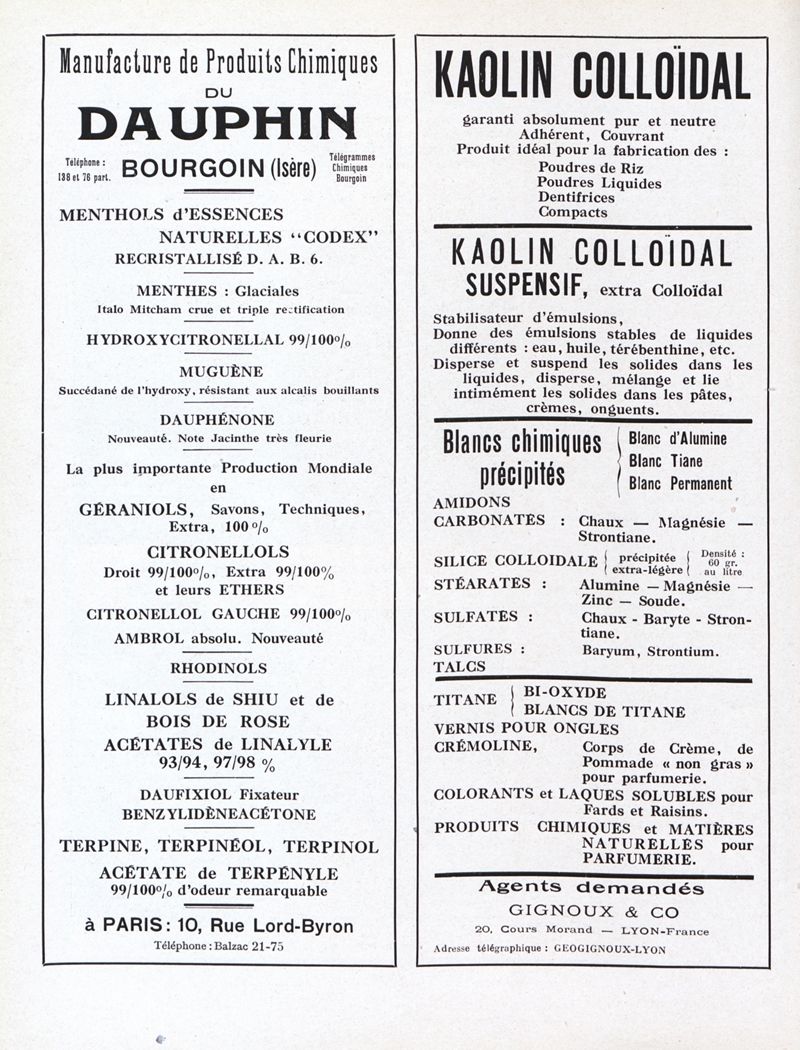 Manufacture de Produits Chimiques
DU
DAUPHIN
Téléphone :
136 et 76 part.
BOURGOIN (Isère)
Télégrammes
Chimiques
Bourgoin
MENTHOLS d'ESSENCES
NATURELLES "CODEX"
RECRISTALLISÉ D. A. B. 6.
MENTHES : Glaciales
Italo Mitcham crue et triple rectification
HYDROXYCITRONELLAL 99/100%
MUGUÈNE
Succédané de l'hydroxy, résistant aux alcalis bouillants
DAUPHÉNONE
Nouveauté. Note Jacinthe très fleurie
La plus importante Production Mondiale
en
GÉRANIOLS, Savons, Techniques,
Extra, 100 %
CITRONELLOLS
Droit 99/100%, Extra 99/100%
et leurs ETHERS
CITRONELLOL GAUCHE 99/100%
AMBROL absolu. Nouveauté
RHODINOLS
LINALOLS de SHIU et de
BOIS DE ROSE
ACÉTATES de LINALYLE
93/94, 97/98 %
DAUFIXIOL Fixateur
BENZYLIDÈNEACÉTONE
TERPINE, TERPINÉOL, TERPINOL
ACÉTATE de TERPÉNYLE
99/100% d'odeur remarquable
à PARIS : 10, Rue Lord-Byron
Téléphone : Balzac 21-75
KAOLIN COLLOÏDAL
garanti absolument pur et neutre
Adhérent, Couvrant
Produit idéal pour la fabrication des :
Poudres de Riz
Poudres Liquides
Dentifrices
Compacts
KAOLIN COLLOÏDAL
SUSPENSIF, extra Colloïdal
Stabilisateur d'émulsions,
Donne des émulsions stables de liquides
différents : eau, huile, térébenthine, etc.
Disperse et suspend les solides dans les
liquides, disperse, mélange et lie
intimément les solides dans les pâtes,
crèmes, onguents.
Blancs chimiques
précipités
Blanc d'Alumine
Blanc Tiane
Blanc Permanent
AMIDONS
CARBONATÉS : Chaux — Magnésie —
Strontiane.
SILICE COLLOIDALE
précipitée
extra-légère
Densité :
60 gr.
au litre
STÉARATES : Alumine — Magnésie —
Zinc — Soude.
SULFATÉS : Chaux - Baryte - Stron-
tiane.
SULFURES : Baryum, Strontium.
TALCS
TITANE
BI-OXYDE
BLANCS DE TITANE
VERNIS POUR ONGLES
CRÉMOLINE, Corps de Crème, de
Pommade « non gras »
pour parfumerie.
COLORANTS et LAQUES SOLUBLES pour
Fards et Raisins.
PRODUITS CHIMIQUES et MATIÈRES
NATURELLES pour
PARFUMERIE.
Agents demandés
GIGNOUX & CO
20, Cours Morand — LYON-France
Adresse télégraphique : GEOGIGNOUX-LYON